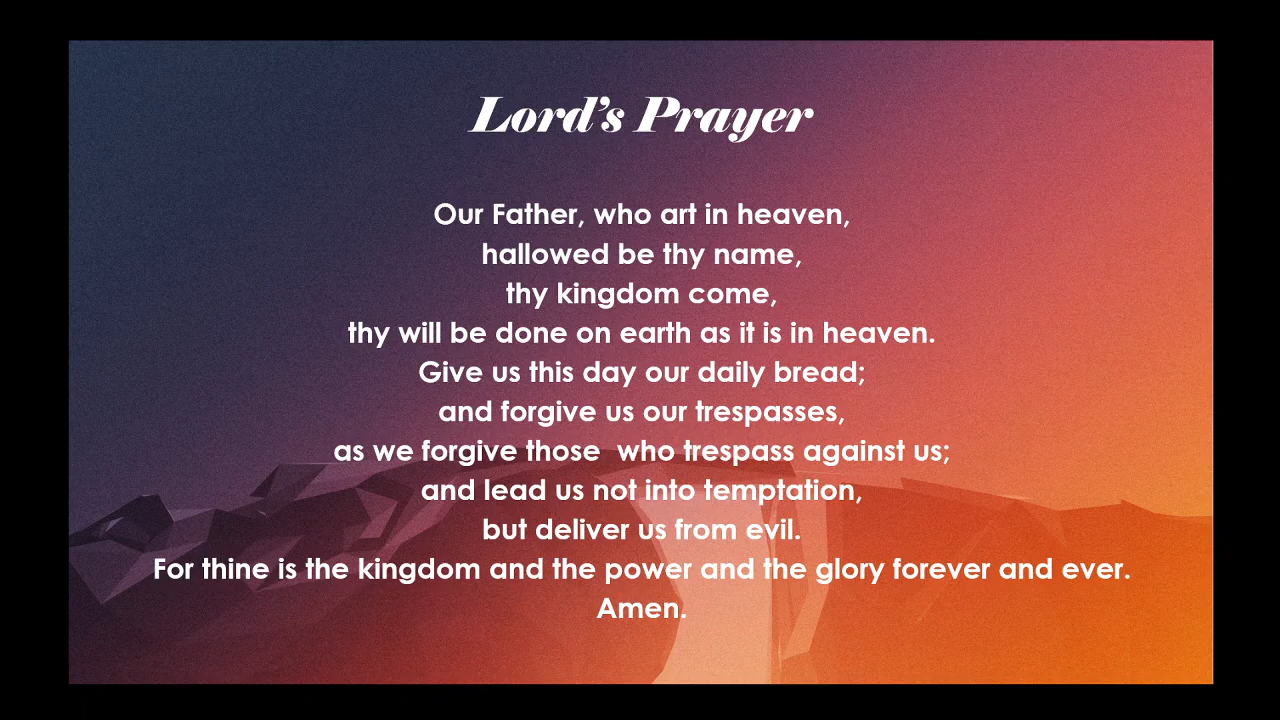 Lord’s Prayer
Our Father, who art in heaven,
hallowed be thy name,
thy kingdom come,
thy will be done on earth as it is in heaven.
Give us this day our daily bread;
and forgive us our trespasses,
as we forgive those  who trespass against us;
and lead us not into temptation,
but deliver us from evil.
For thine is the kingdom and the power and the glory forever and ever.
Amen.